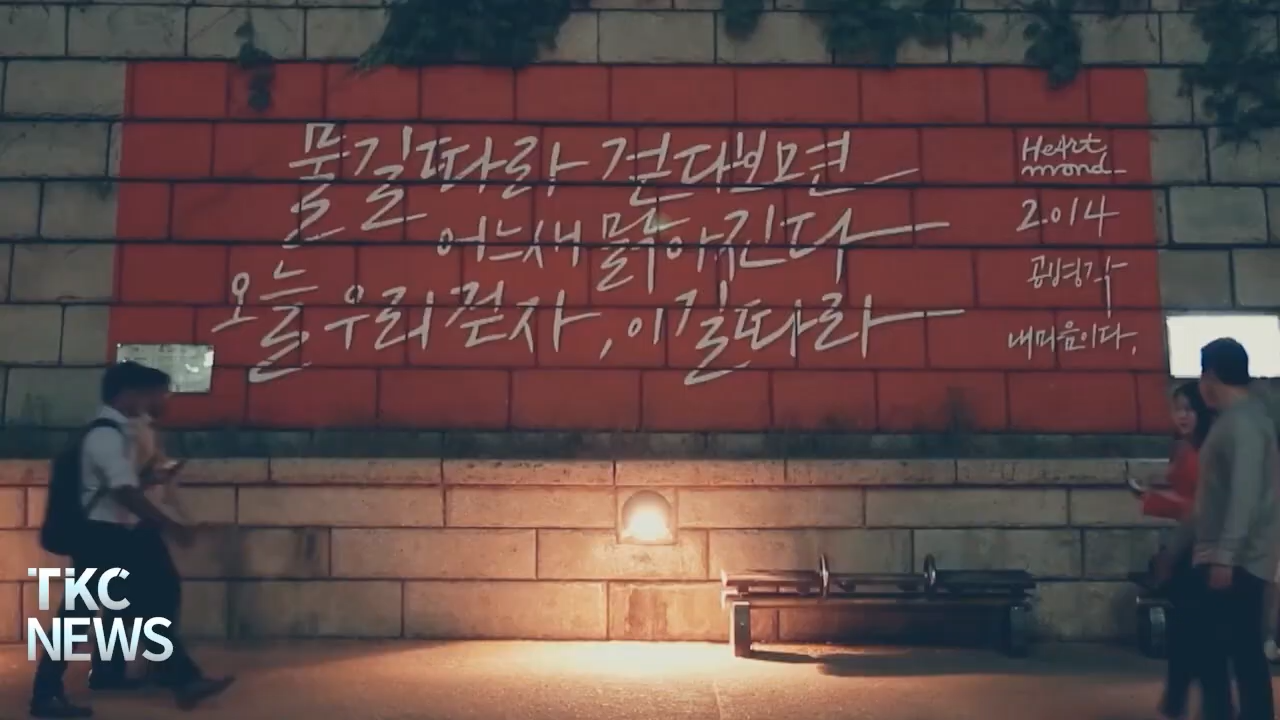 물길따라 걷다보면
어느새 맑아진다
오늘 우리 걷자, 이길따라
Heart
mond
2014
공병각
내마음이다.
TKC
NEWS